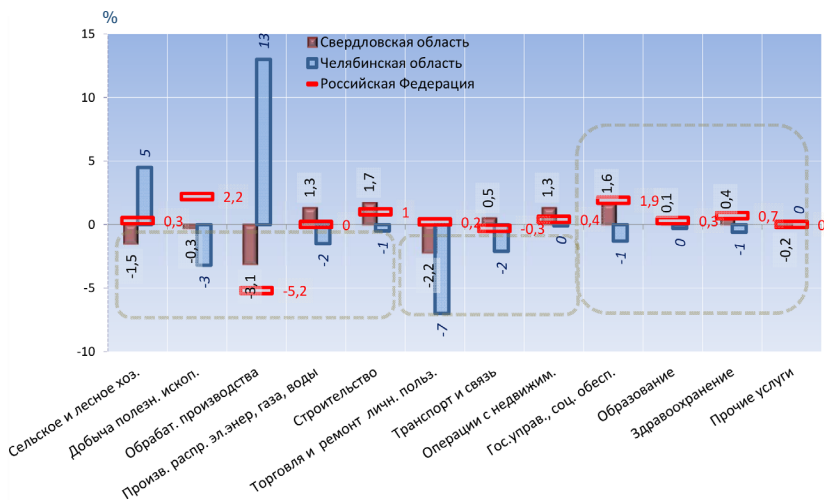 %
15
10
5
0
-5
-10
Свердловская область
Челябинская область
Российская Федерация
-1,5
5
0,3
-0,3
-3
2,2
-3,1
13
-5,2
1,3
-2
0
1,7
-1
1
-2,2
-7
0,2
0,5
-2
-0,3
1,3
0
0,4
1,6
-1
1,9
0,1
0
0,3
0,4
-1
0,7
-0,2
0
0
Сельское и лесное хоз.
Добыча полезн. ископ.
Обрабат. производства
Произв. распр. эл.энер, газа, воды
Строительство
Торговля и ремонт личн. польз.
Транспорт и связь
Операции с недвижим.
Гос.управ., соц. обесп.
Образование
Здравоохранение
Прочие услуги